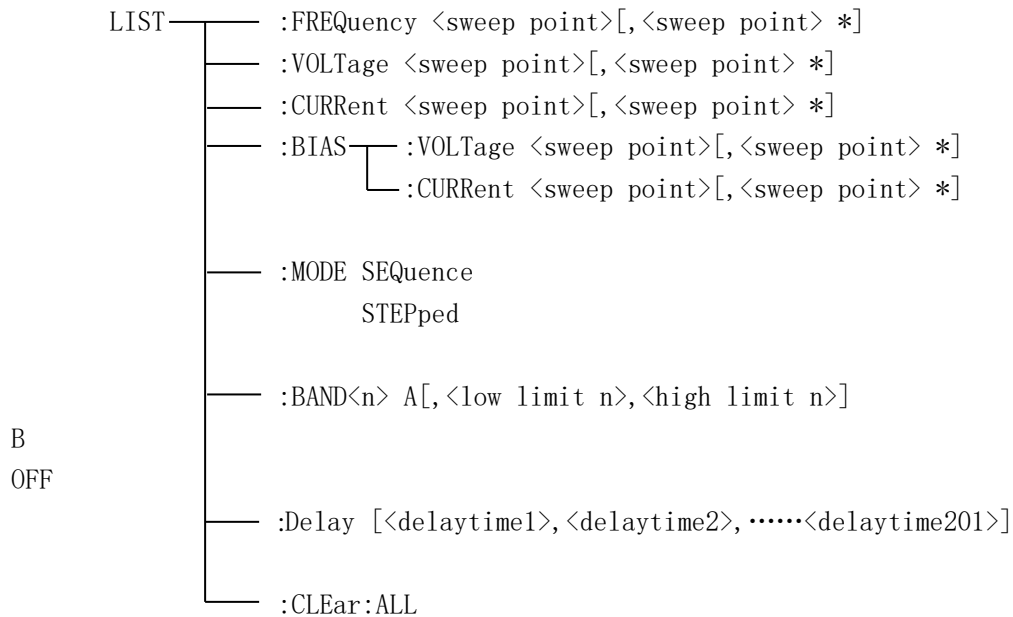 LIST :FREQuency <sweep point>[,<sweep point> *]
:VOLTage <sweep point>[,<sweep point> *]
:CURRent <sweep point>[,<sweep point> *]
:BIAS :VOLTage <sweep point>[,<sweep point> *]
:CURRent <sweep point>[,<sweep point> *]
:MODE SEQuence
STEPped
:BAND<n> A[,<low limit n>,<high limit n>]
B
OFF
:Delay [<delaytime1>,<delaytime2>,……<delaytime201>]
:CLEar:ALL